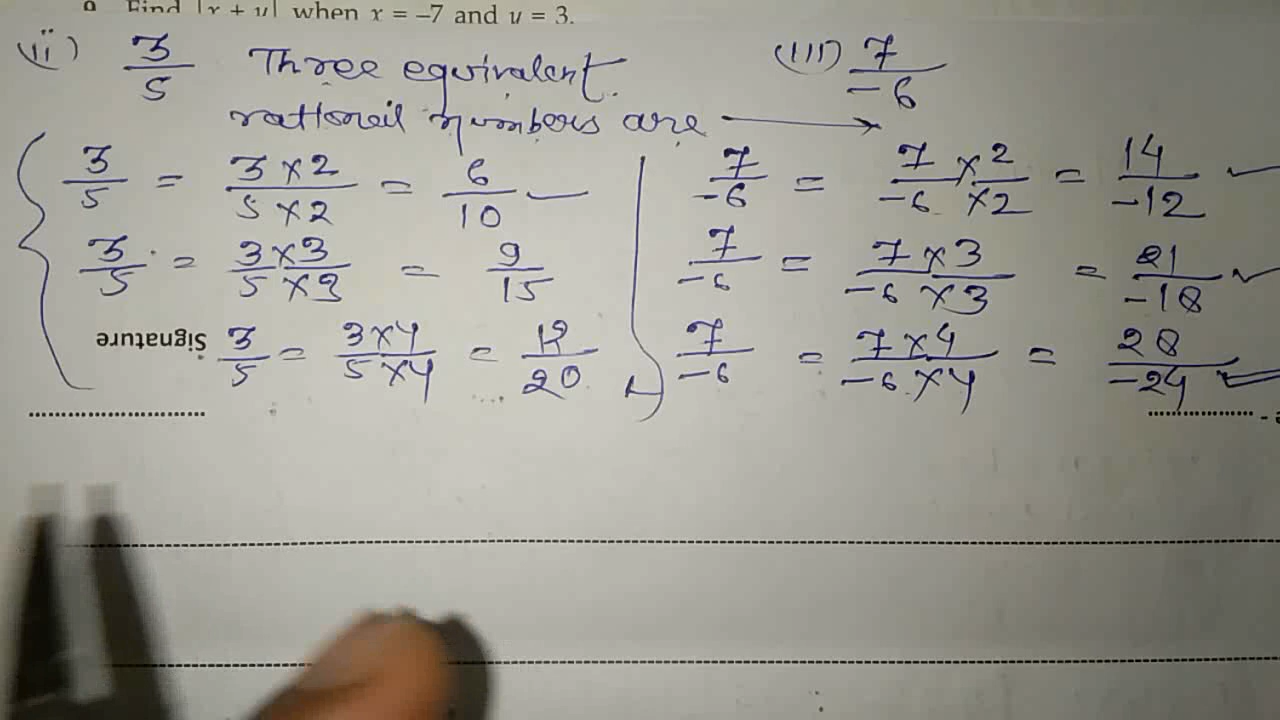 9. Find |x + y| when x = –7 and y = 3.
(ii) 3/5 Three equivalent (III) 7/-6
rational numbers are →
3/5 = 3×2/5×2 = 6/10 7/-6 = 7×2/-6×2 = 14/-12
3/5 = 3×3/5×3 = 9/15 7/-6 = 7×3/-6×3 = 21/-18
3/5 = 3×4/5×4 = 12/20 7/-6 = 7×4/-6×4 = 28/-24
Signature